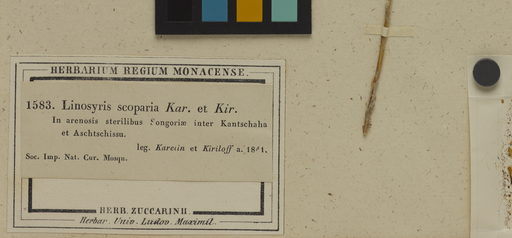 HERBARIUM REGIUM MONACENSE.
1583. Linosyris scoparia Kar. et Kir.
In arenosis sterilibus Songoriæ inter Kantschaha
et Aschtschissu.
leg. Karelin et Kiriloff a. 1841.
Soc. Imp. Nat. Cur. Mosqu.
HERB. ZUCCARINII.
Herbar. Univ. Ludov. Maximil.